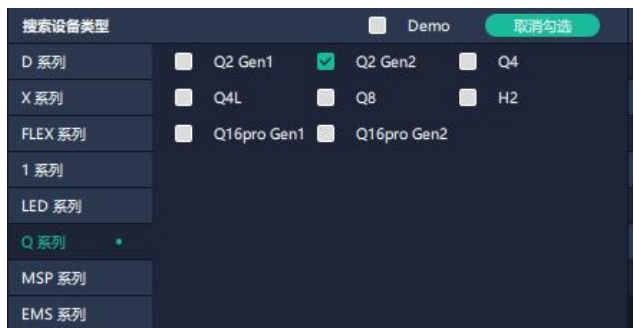 搜索设备类型 Demo 取消勾选
D 系列 Q2 Gen1 Q2 Gen2 Q4
X 系列 Q4L Q8 H2
FLEX 系列 Q16pro Gen1 Q16pro Gen2
1 系列
LED 系列
Q 系列
MSP 系列
EMS 系列